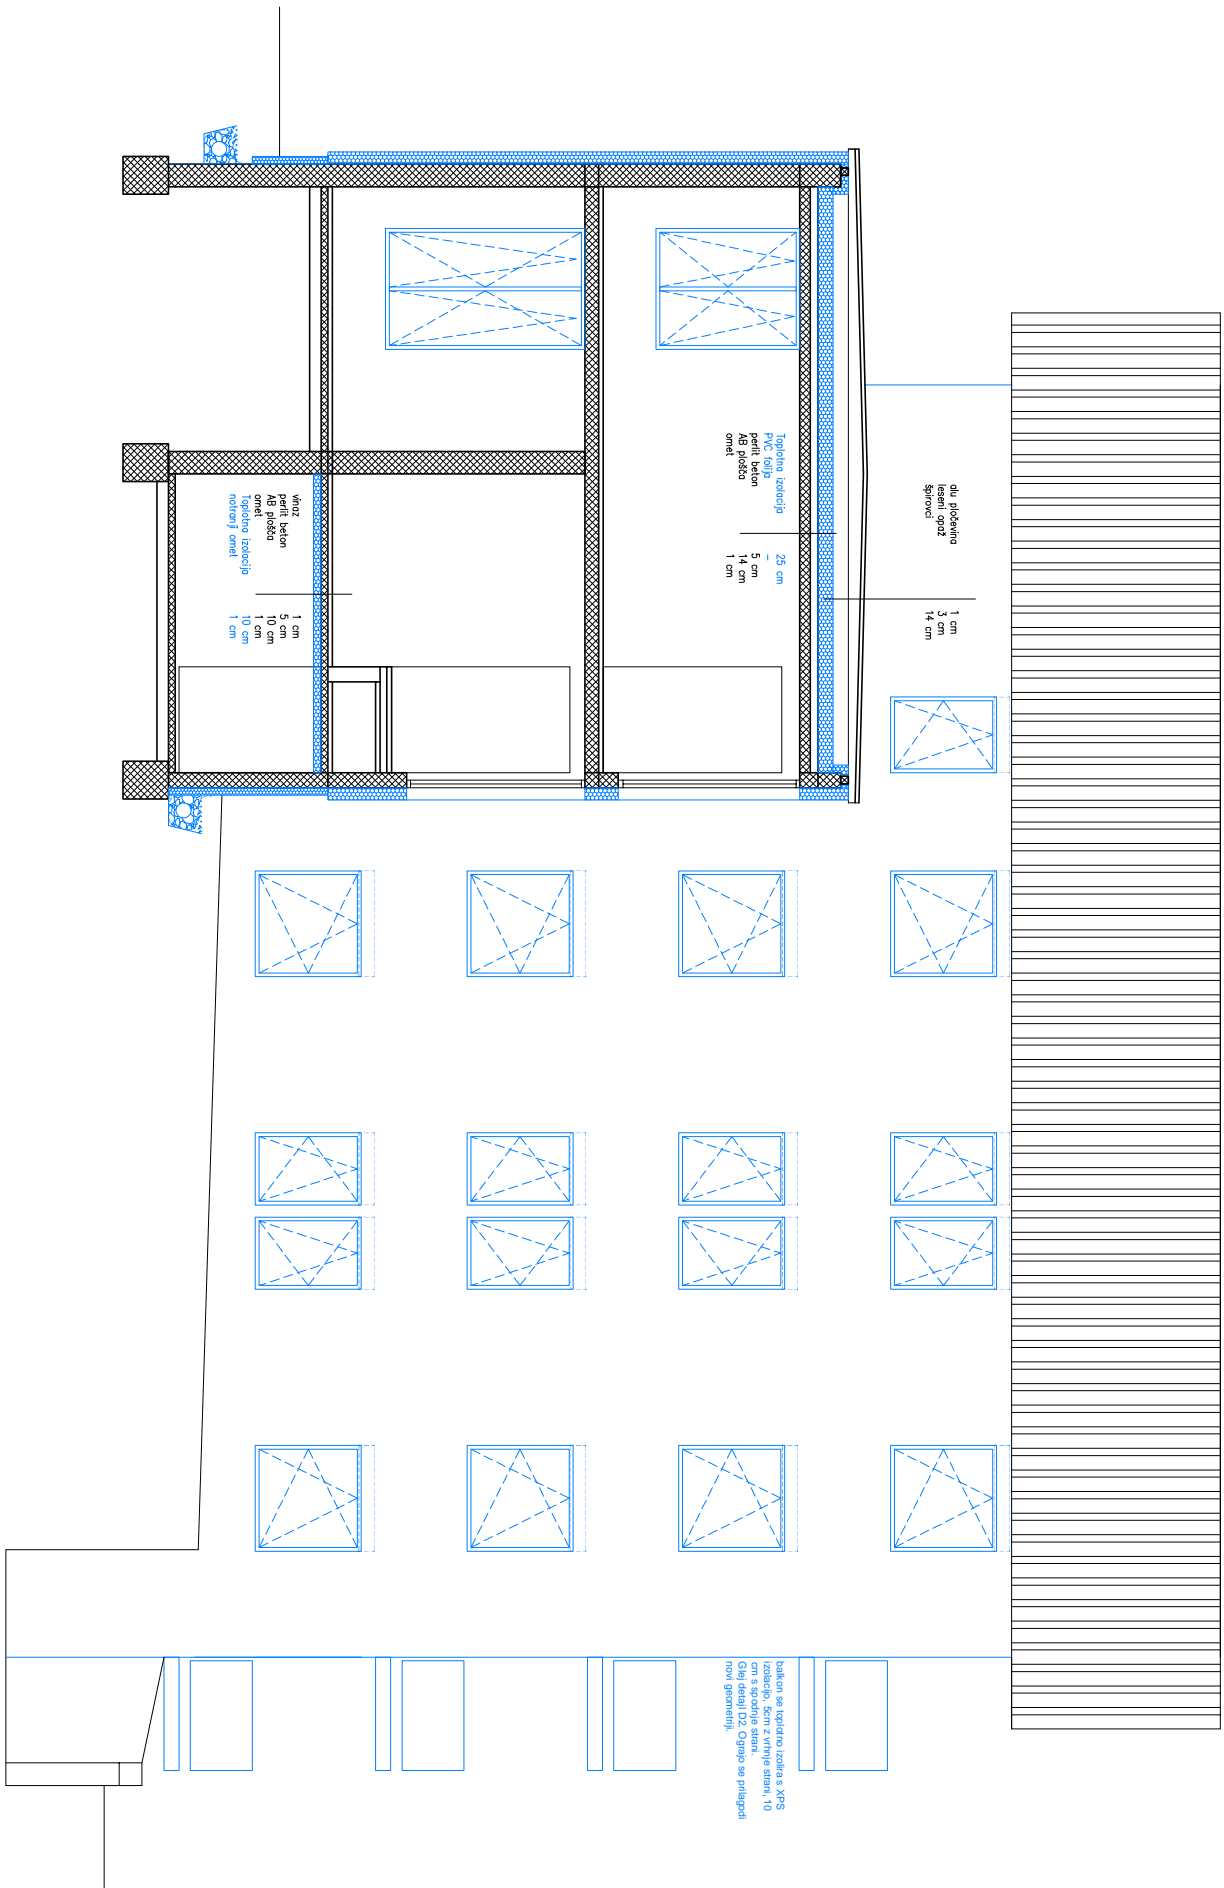 alu pločevina 1 cm
leseni opaž 3 cm
špirovci 14 cm
Toplotna izolacija 25 cm
PVC folija –
perlit beton 5 cm
AB plošča 14 cm
omet 1 cm
vinaz 1 cm
perlit beton 5 cm
AB plošča 10 cm
omet 1 cm
Toplotna izolacija 10 cm
notranji omet 1 cm
balkon se toplotno izolira s XPS
izolacijo, 5cm z vrhnje strani, 10
cm s spodnje strani.
Glej detajl D2. Ograjo se prilagodi
novi geometriji.